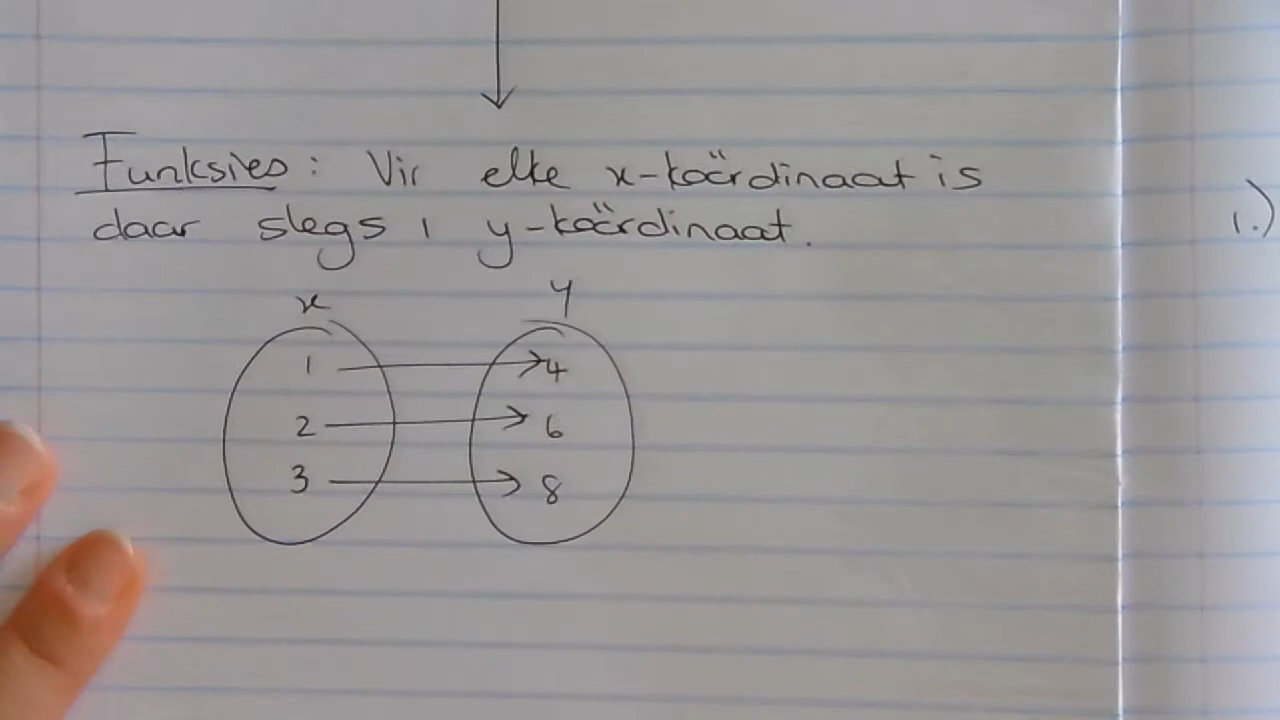 Funksies: Vir elke x-koördinaat is
daar slegs 1 y-koördinaat.
x y
1 4
2 6
3 8
1.)